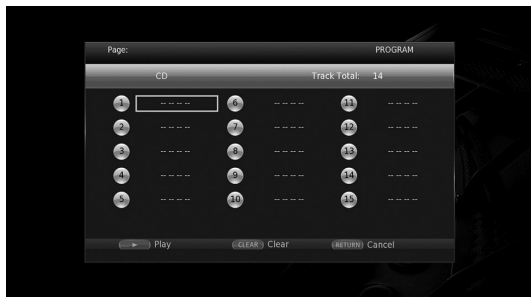 Page: PROGRAM
CD Track Total: 14
1 -- -- -- -- 6 -- -- -- -- 11 -- -- -- --
2 -- -- -- -- 7 -- -- -- -- 12 -- -- -- --
3 -- -- -- -- 8 -- -- -- -- 13 -- -- -- --
4 -- -- -- -- 9 -- -- -- -- 14 -- -- -- --
5 -- -- -- -- 10 -- -- -- -- 15 -- -- -- --
Play CLEAR Clear RETURN Cancel